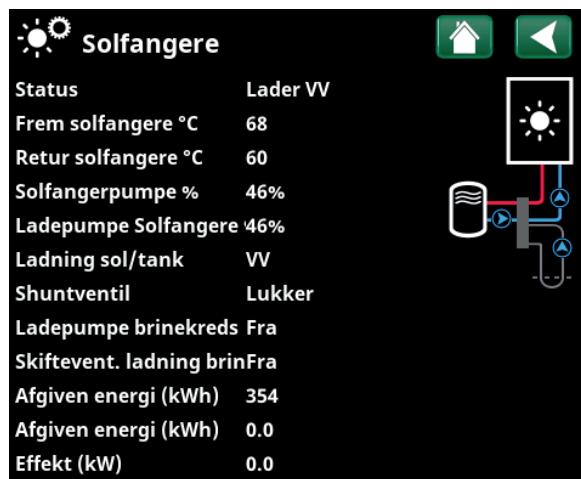 Solfangere
Status Lader VV
Frem solfangere °C 68
Retur solfangere °C 60
Solfangerpumpe % 46%
Ladepumpe Solfangere 46%
Ladning sol/tank VV
Shuntventil Lukker
Ladepumpe brinekreds Fra
Skiftevent. ladning brin Fra
Afgiven energi (kWh) 354
Afgiven energi (kWh) 0.0
Effekt (kW) 0.0